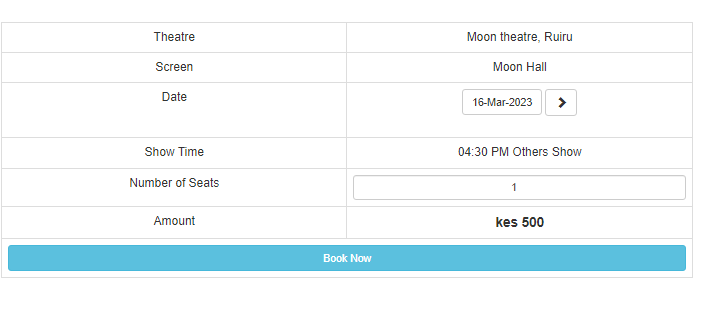 Theatre Moon theatre, Ruiru
Screen Moon Hall
Date 16-Mar-2023
Show Time 04:30 PM Others Show
Number of Seats 1
Amount kes 500
Book Now